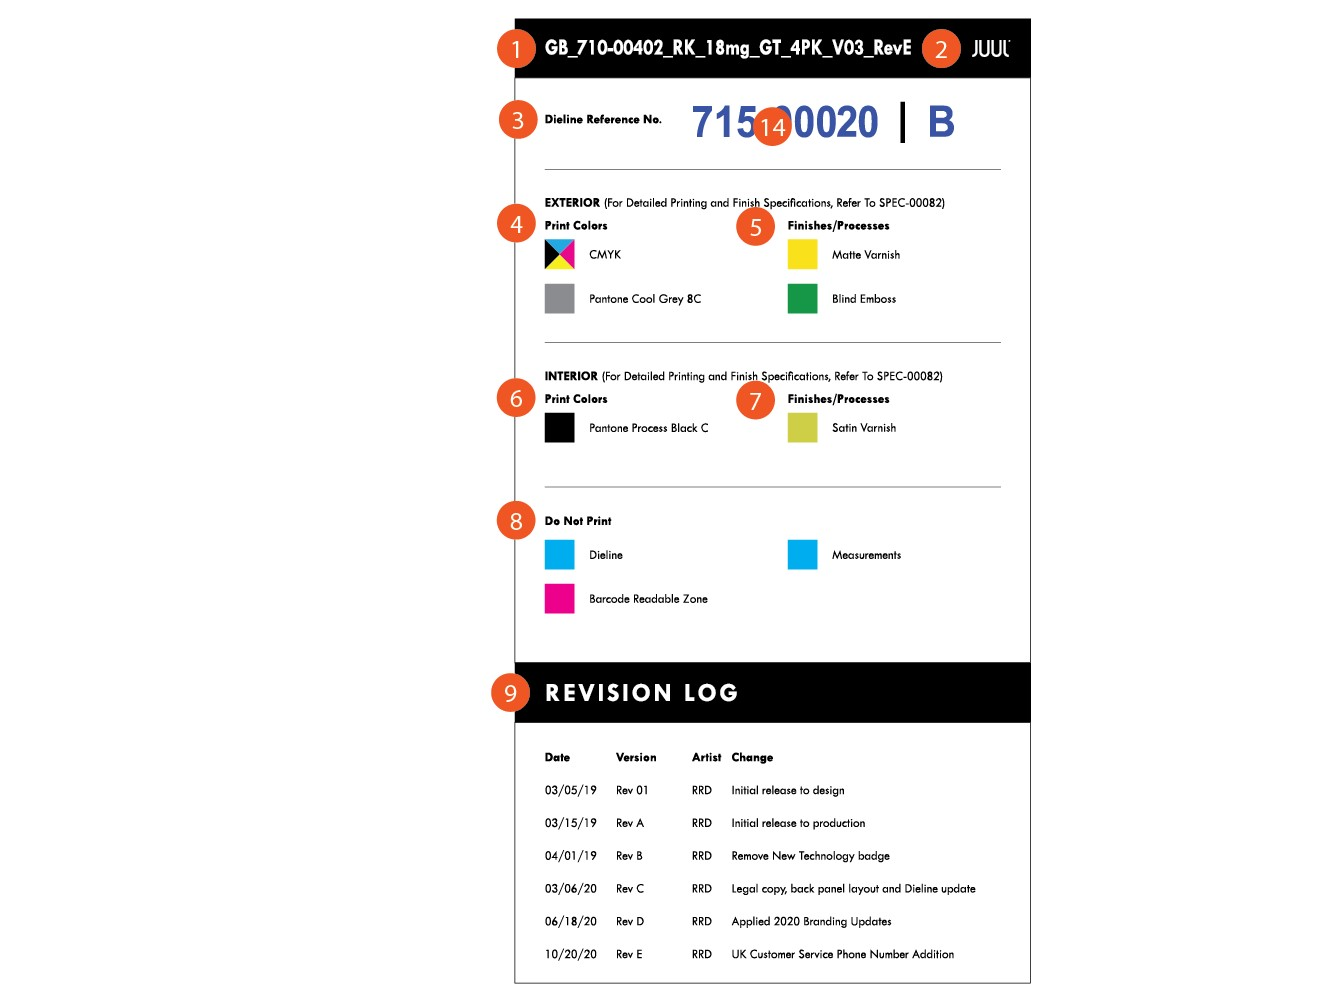 1 GB_710-00402_RK_18mg_GT_4PK_V03_RevE 2 JUUL
3 Dieline Reference No. 715 14 00020 | B
EXTERIOR (For Detailed Printing and Finish Specifications, Refer To SPEC-00082)
4 Print Colors 5 Finishes/Processes
CMYK Matte Varnish
Pantone Cool Grey 8C Blind Emboss
INTERIOR (For Detailed Printing and Finish Specifications, Refer To SPEC-00082)
6 Print Colors 7 Finishes/Processes
Pantone Process Black C Satin Varnish
8 Do Not Print
Dieline Measurements
Barcode Readable Zone
9 REVISION LOG
Date Version Artist Change
03/05/19 Rev 01 RRD Initial release to design
03/15/19 Rev A RRD Initial release to production
04/01/19 Rev B RRD Remove New Technology badge
03/06/20 Rev C RRD Legal copy, back panel layout and Dieline update
06/18/20 Rev D RRD Applied 2020 Branding Updates
10/20/20 Rev E RRD UK Customer Service Phone Number Addition